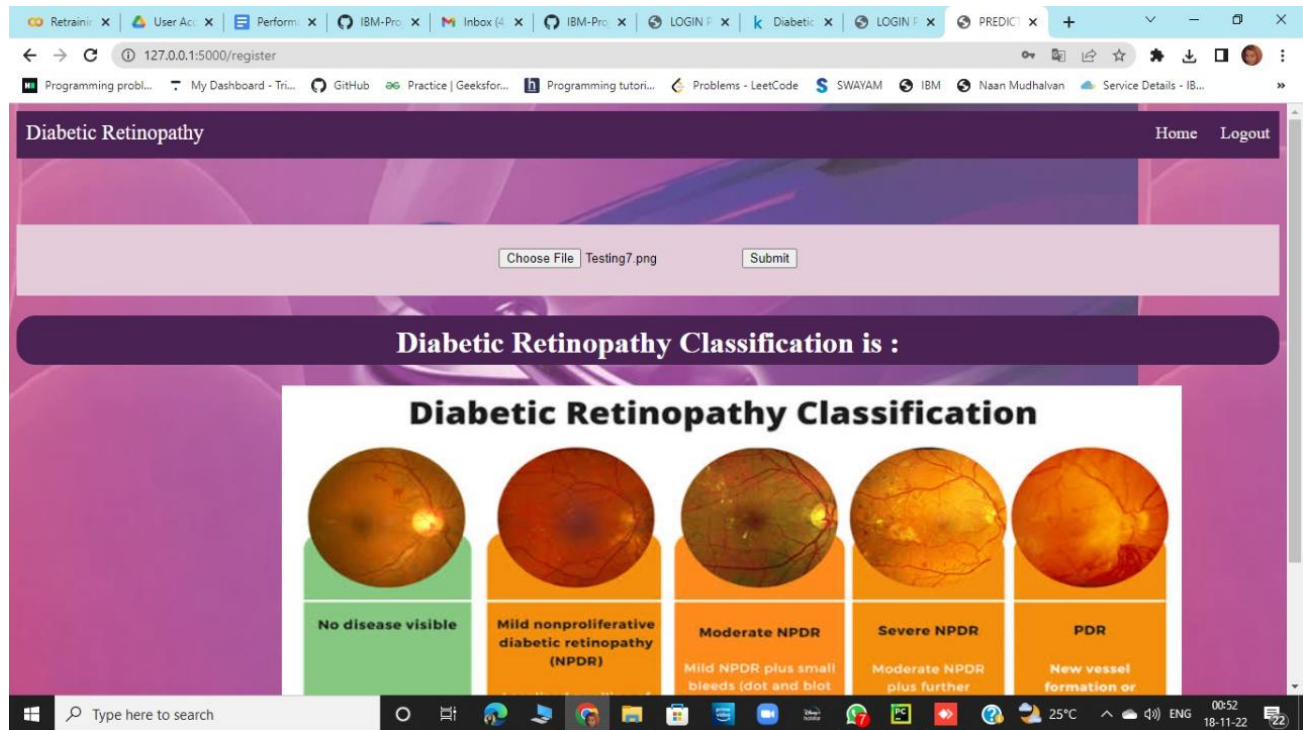 Retrainin
User Acc
Perform
IBM-Pro
Inbox (4
IBM-Pro
LOGIN P
Diabetic
LOGIN P
PREDICT
127.0.0.1:5000/register
Programming probl...
My Dashboard - Tri...
GitHub
Practice | Geeksfor...
Programming tutori...
Problems - LeetCode
SWAYAM
IBM
Naan Mudhalvan
Service Details - IB...
Diabetic Retinopathy
Home
Logout
Choose File Testing7.png
Submit
Diabetic Retinopathy Classification is :
Diabetic Retinopathy Classification
No disease visible
Mild nonproliferative
diabetic retinopathy
(NPDR)
Moderate NPDR
Mild NPDR plus small
bleeds (dot and blot
Severe NPDR
Moderate NPDR
plus further
PDR
New vessel
formation or
Type here to search
25°C
ENG
00:52
18-11-22
22